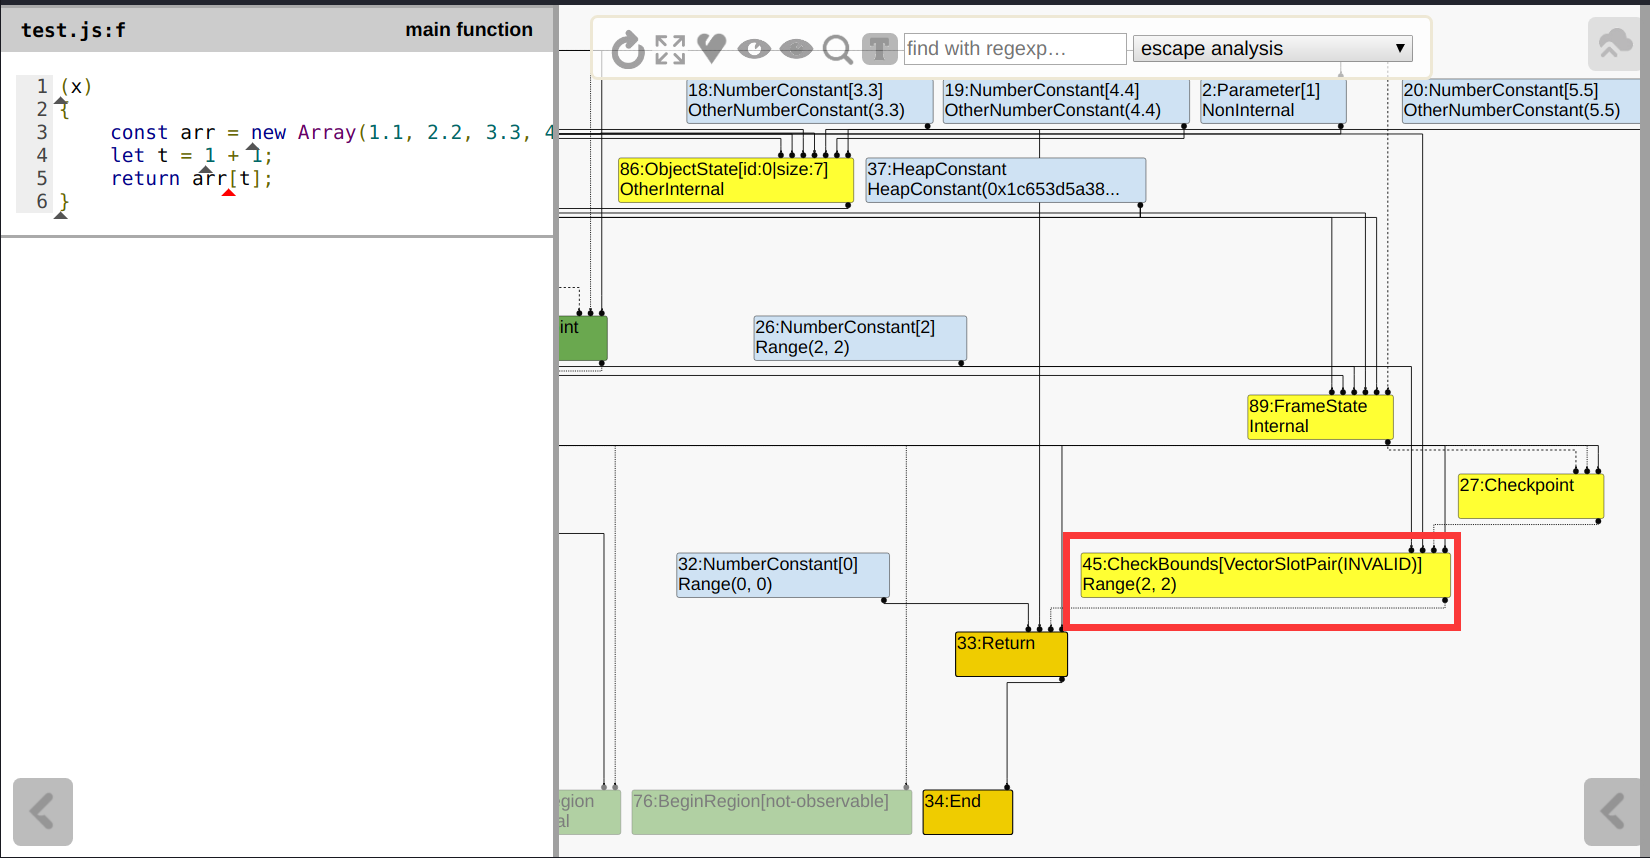 test.js:f main function
find with regexp… escape analysis
1 (x)
2 {
3 const arr = new Array(1.1, 2.2, 3.3, 4
4 let t = 1 + 1;
5 return arr[t];
6 }
18:NumberConstant[3.3]
OtherNumberConstant(3.3)
19:NumberConstant[4.4]
OtherNumberConstant(4.4)
2:Parameter[1]
NonInternal
20:NumberConstant[5.5]
OtherNumberConstant(5.5)
86:ObjectState[id:0|size:7]
OtherInternal
37:HeapConstant
HeapConstant(0x1c653d5a38...
int
26:NumberConstant[2]
Range(2, 2)
89:FrameState
Internal
27:Checkpoint
32:NumberConstant[0]
Range(0, 0)
45:CheckBounds[VectorSlotPair(INVALID)]
Range(2, 2)
33:Return
egion
al
76:BeginRegion[not-observable]
34:End